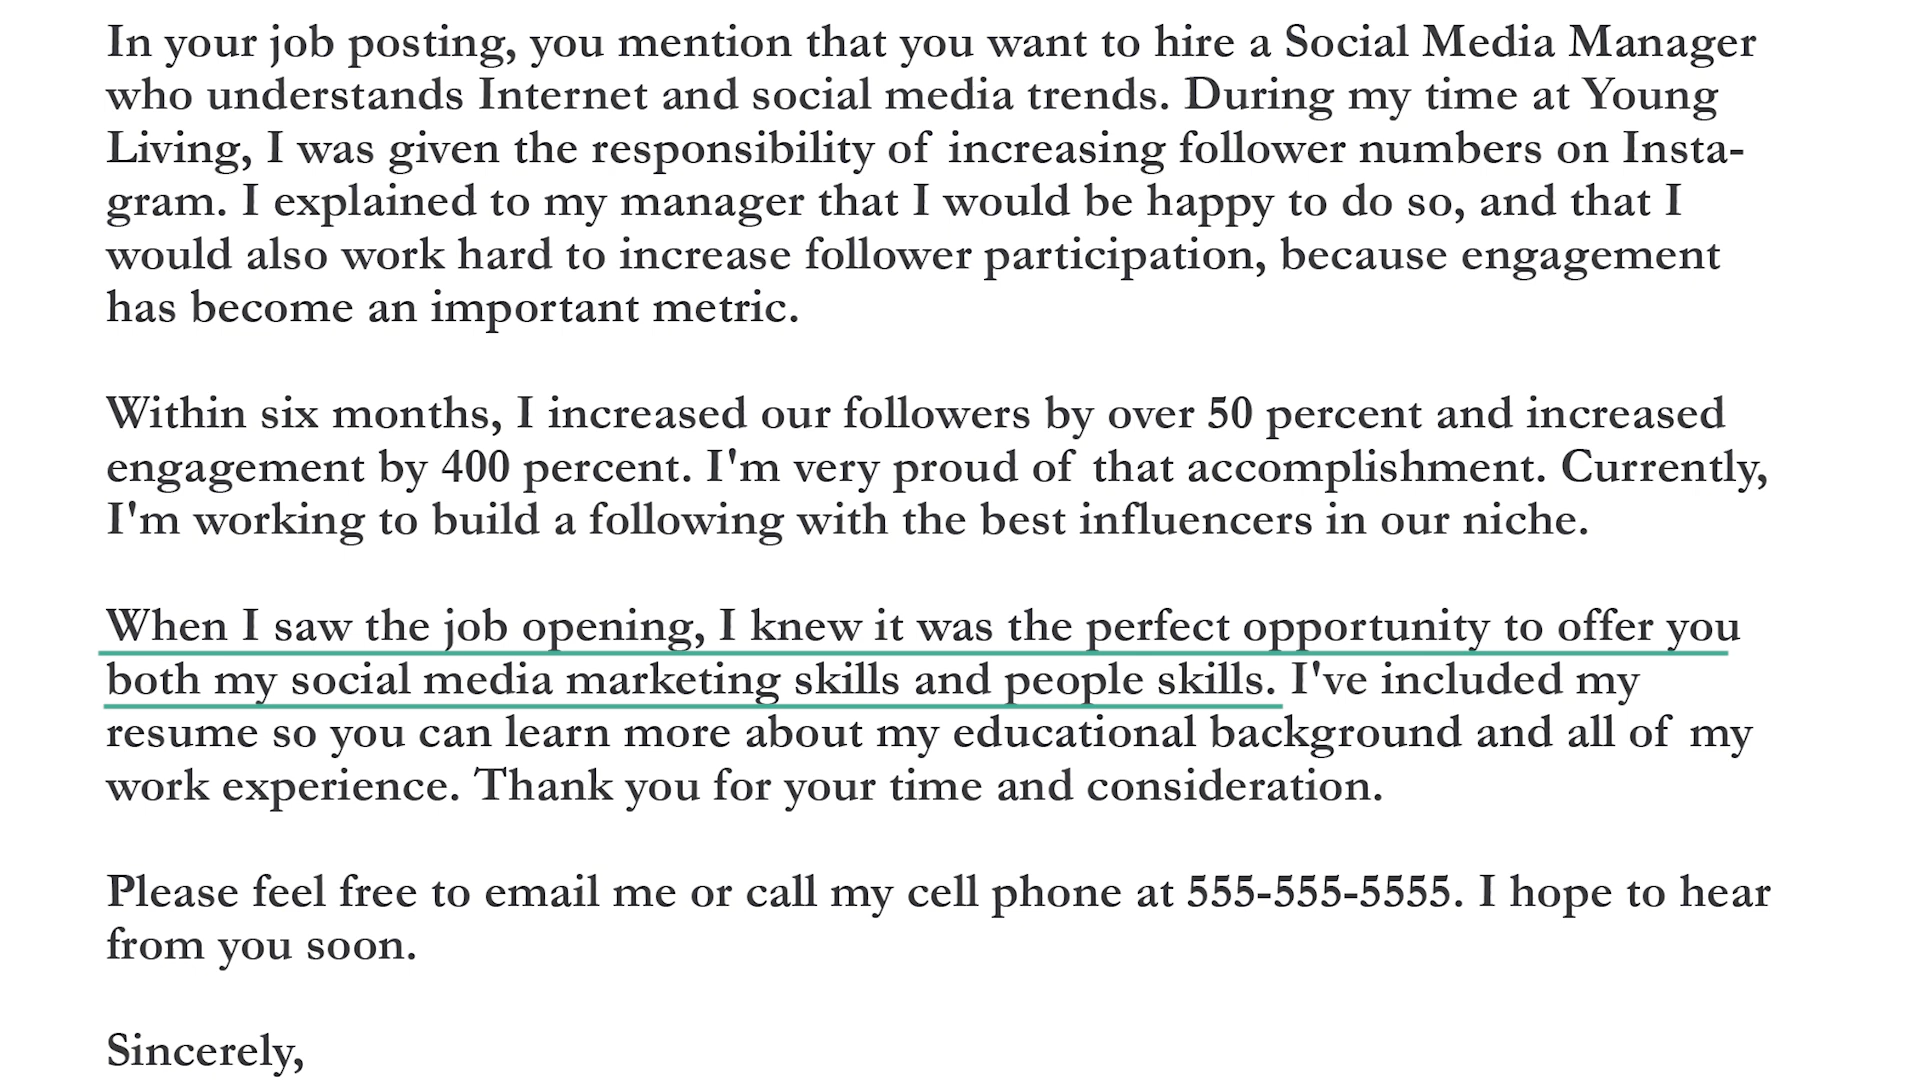 In your job posting, you mention that you want to hire a Social Media Manager
who understands Internet and social media trends. During my time at Young
Living, I was given the responsibility of increasing follower numbers on Insta-
gram. I explained to my manager that I would be happy to do so, and that I
would also work hard to increase follower participation, because engagement
has become an important metric.
Within six months, I increased our followers by over 50 percent and increased
engagement by 400 percent. I'm very proud of that accomplishment. Currently,
I'm working to build a following with the best influencers in our niche.
When I saw the job opening, I knew it was the perfect opportunity to offer you
both my social media marketing skills and people skills. I've included my
resume so you can learn more about my educational background and all of my
work experience. Thank you for your time and consideration.
Please feel free to email me or call my cell phone at 555-555-5555. I hope to hear
from you soon.
Sincerely,